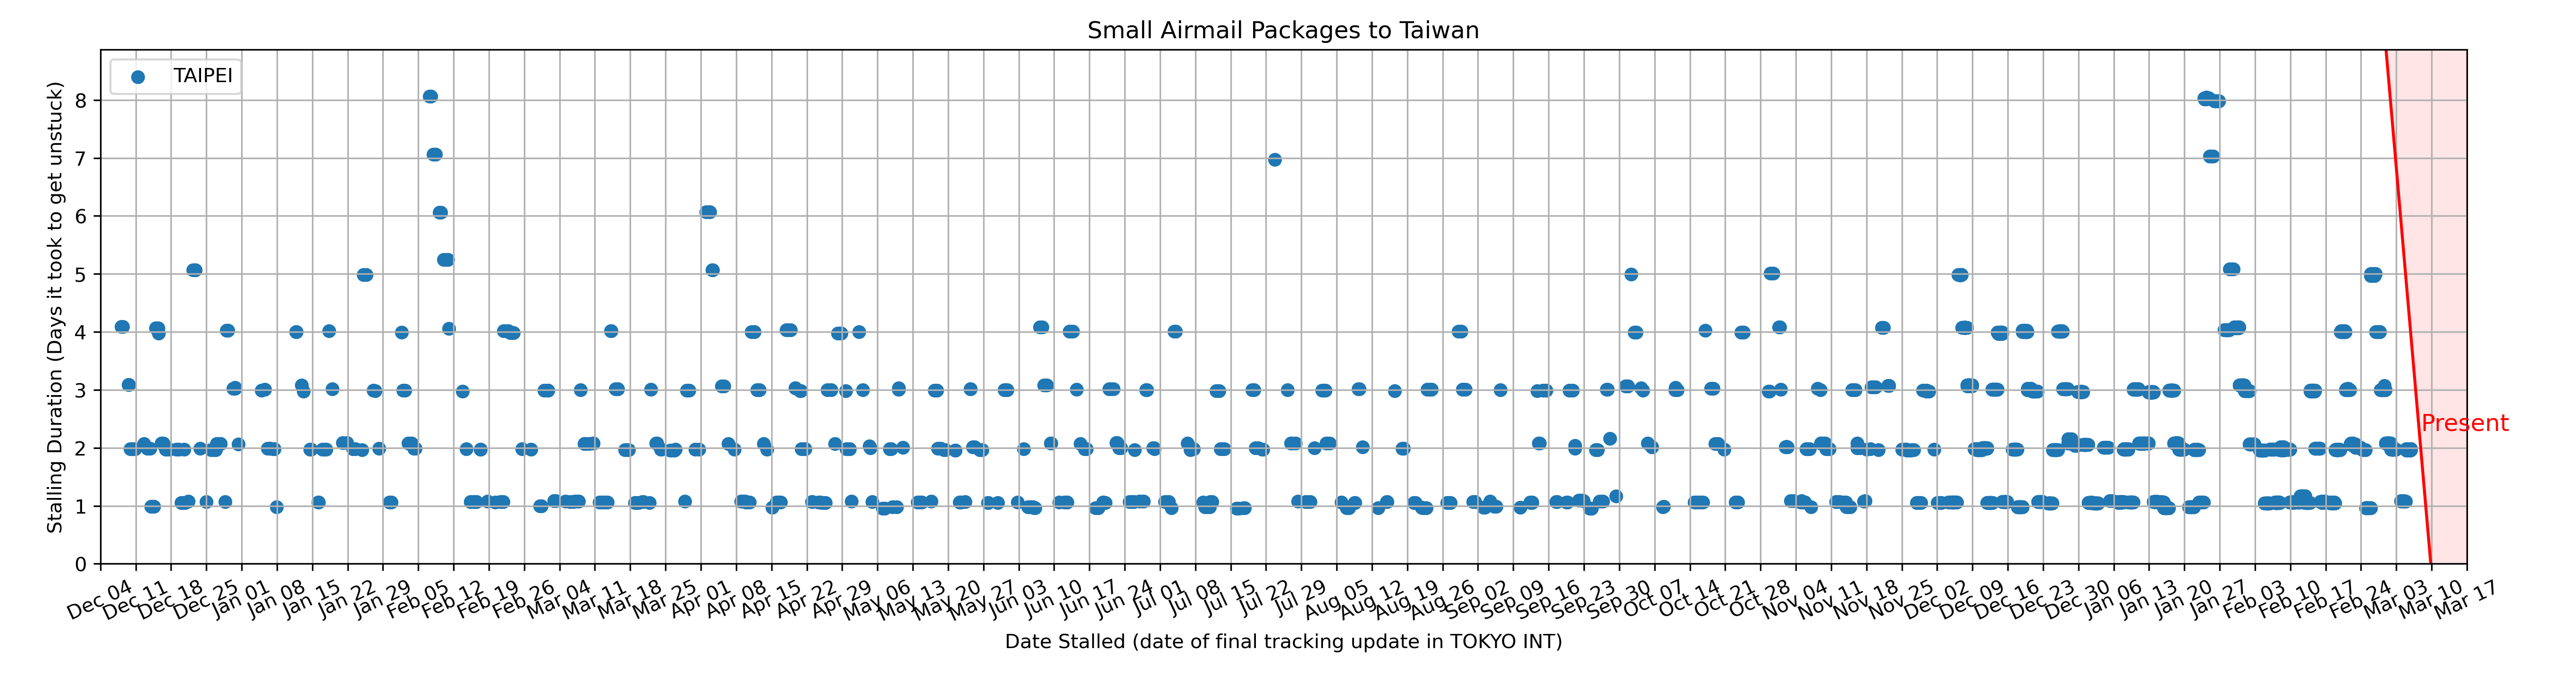 Small Airmail Packages to Taiwan
TAIPEI
Stalling Duration (Days it took to get unstuck)
8
7
6
5
4
3
2
1
0
Present
Dec 04 Dec 11 Dec 18 Dec 25 Jan 01 Jan 08 Jan 15 Jan 22 Jan 29 Feb 05 Feb 12 Feb 19 Feb 26 Mar 04 Mar 11 Mar 18 Mar 25 Apr 01 Apr 08 Apr 15 Apr 22 Apr 29 May 06 May 13 May 20 May 27 Jun 03 Jun 10 Jun 17 Jun 24 Jul 01 Jul 08 Jul 15 Jul 22 Jul 29 Aug 05 Aug 12 Aug 19 Aug 26 Sep 02 Sep 09 Sep 16 Sep 23 Sep 30 Oct 07 Oct 14 Oct 21 Oct 28 Nov 04 Nov 11 Nov 18 Nov 25 Dec 02 Dec 09 Dec 16 Dec 23 Dec 30 Jan 06 Jan 13 Jan 20 Jan 27 Feb 03 Feb 10 Feb 17 Feb 24 Mar 03 Mar 10 Mar 17
Date Stalled (date of final tracking update in TOKYO INT)